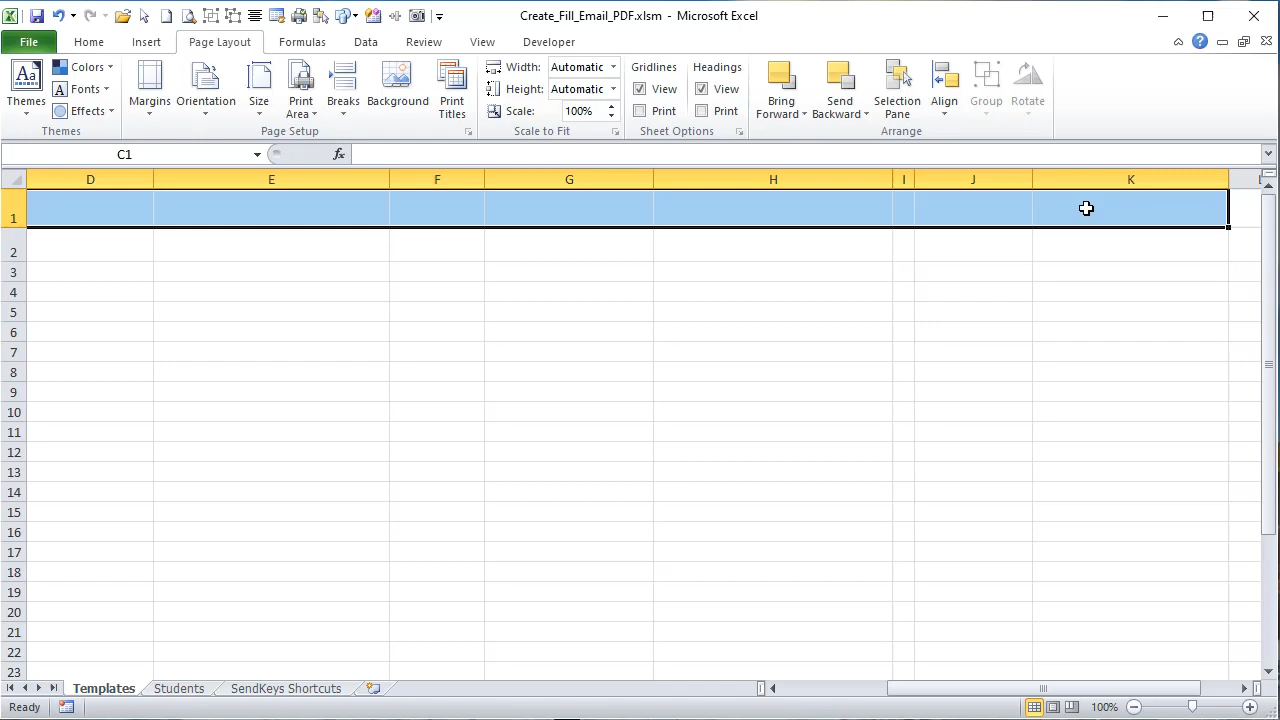 Create_Fill_Email_PDF.xlsm - Microsoft Excel
File Home Insert Page Layout Formulas Data Review View Developer
Colors Width: Automatic Gridlines Headings
Fonts Height: Automatic View View
Effects Scale: 100% Print Print
Themes Margins Orientation Size Print Area Breaks Background Print Titles Bring Forward Send Backward Selection Pane Align Group Rotate
Themes Page Setup Scale to Fit Sheet Options Arrange
C1 fx
D E F G H I J K
1
2
3
4
5
6
7
8
9
10
11
12
13
14
15
16
17
18
19
20
21
22
23
Templates Students SendKeys Shortcuts
Ready 100%